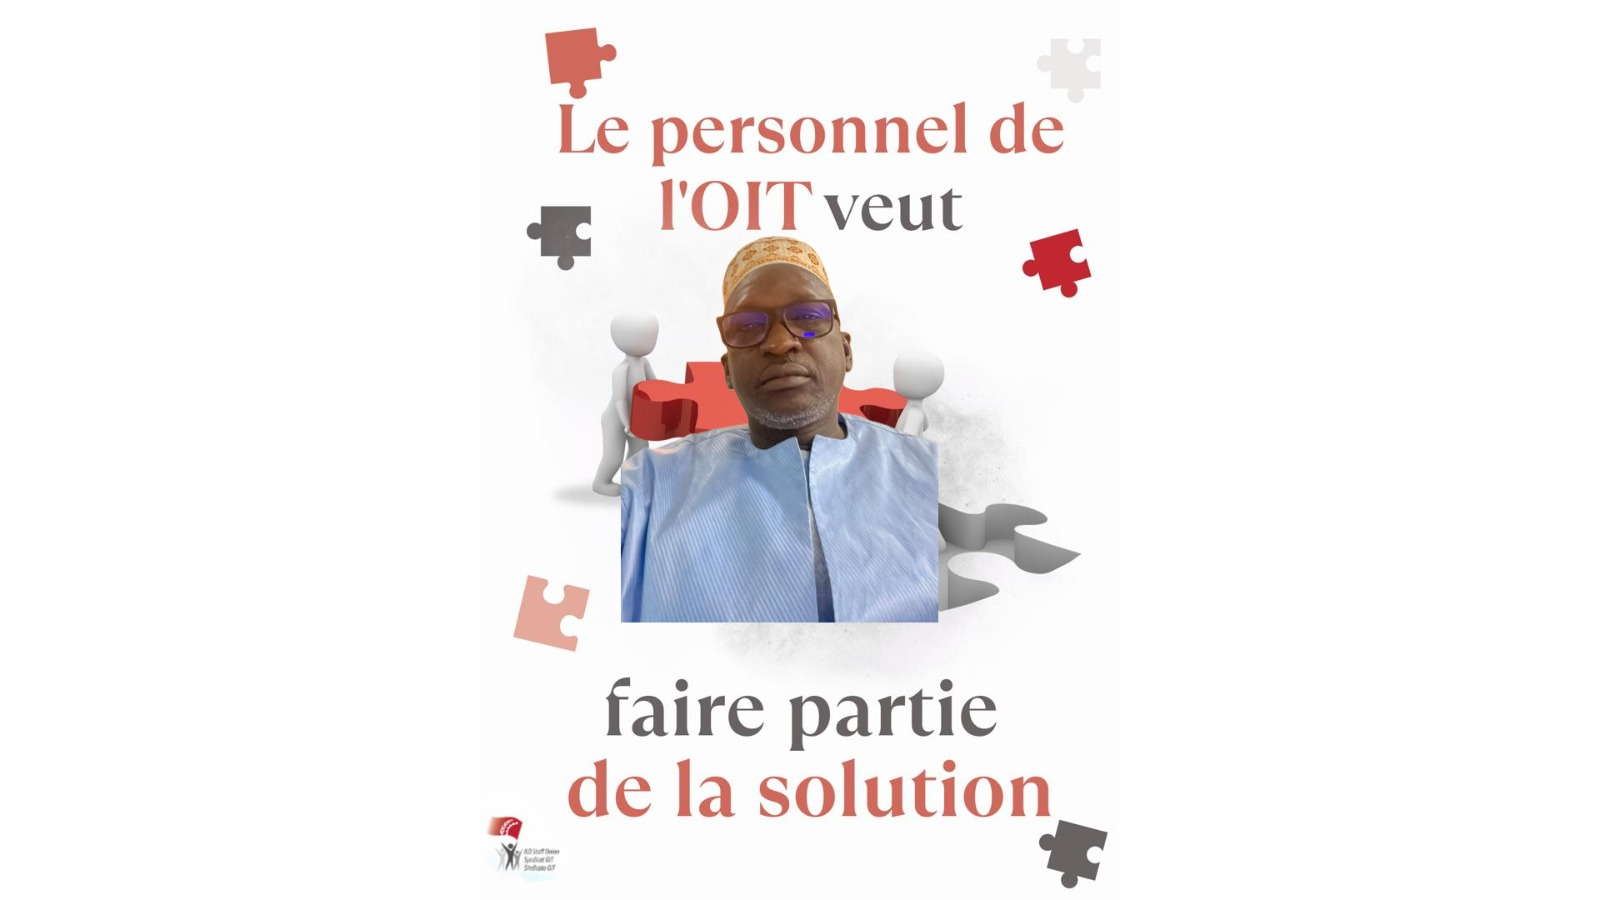 Le personnel de
l'OIT veut
faire partie
de la solution
ILO Staff Union
Syndicat OIT
Sindicato OIT